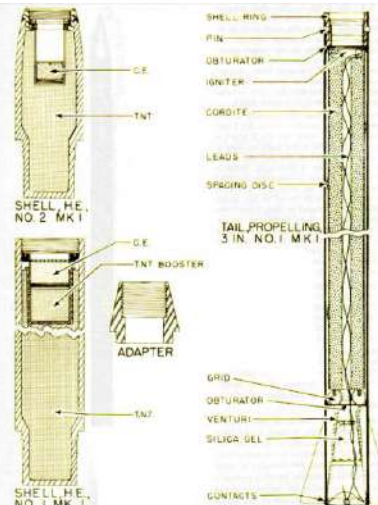 C.E.
TNT
SHELL, H.E.,
NO. 2 MK I
C.E.
TNT BOOSTER
ADAPTER
T.N.T.
SHELL, H.E.,
NO. 1 MK I
SHELL RING
PIN
OBTURATOR
IGNITER
CORDITE
LEADS
SPACING DISC
TAIL, PROPELLING
3 IN. NO. 1 MK I
GRID
OBTURATOR
VENTURI
SILICA GEL
CONTACTS